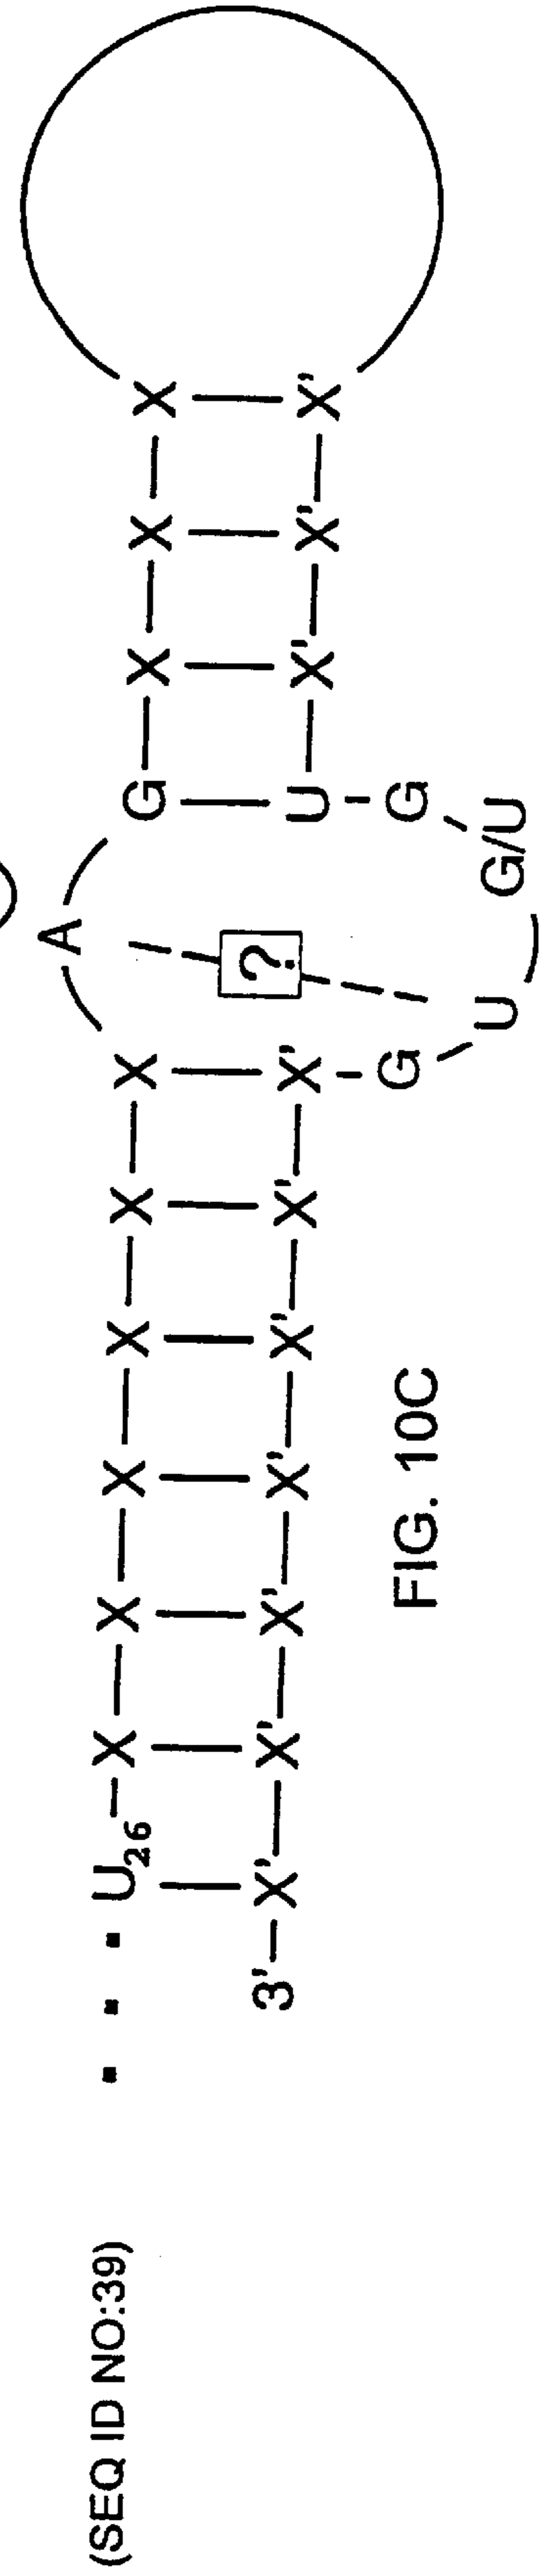 (SEQ ID NO:39)
A
U26 X X X X X X G X X X
?
3' X' X' X' X' X' X' X' U X' X' X'
G G
U G/U
FIG. 10C